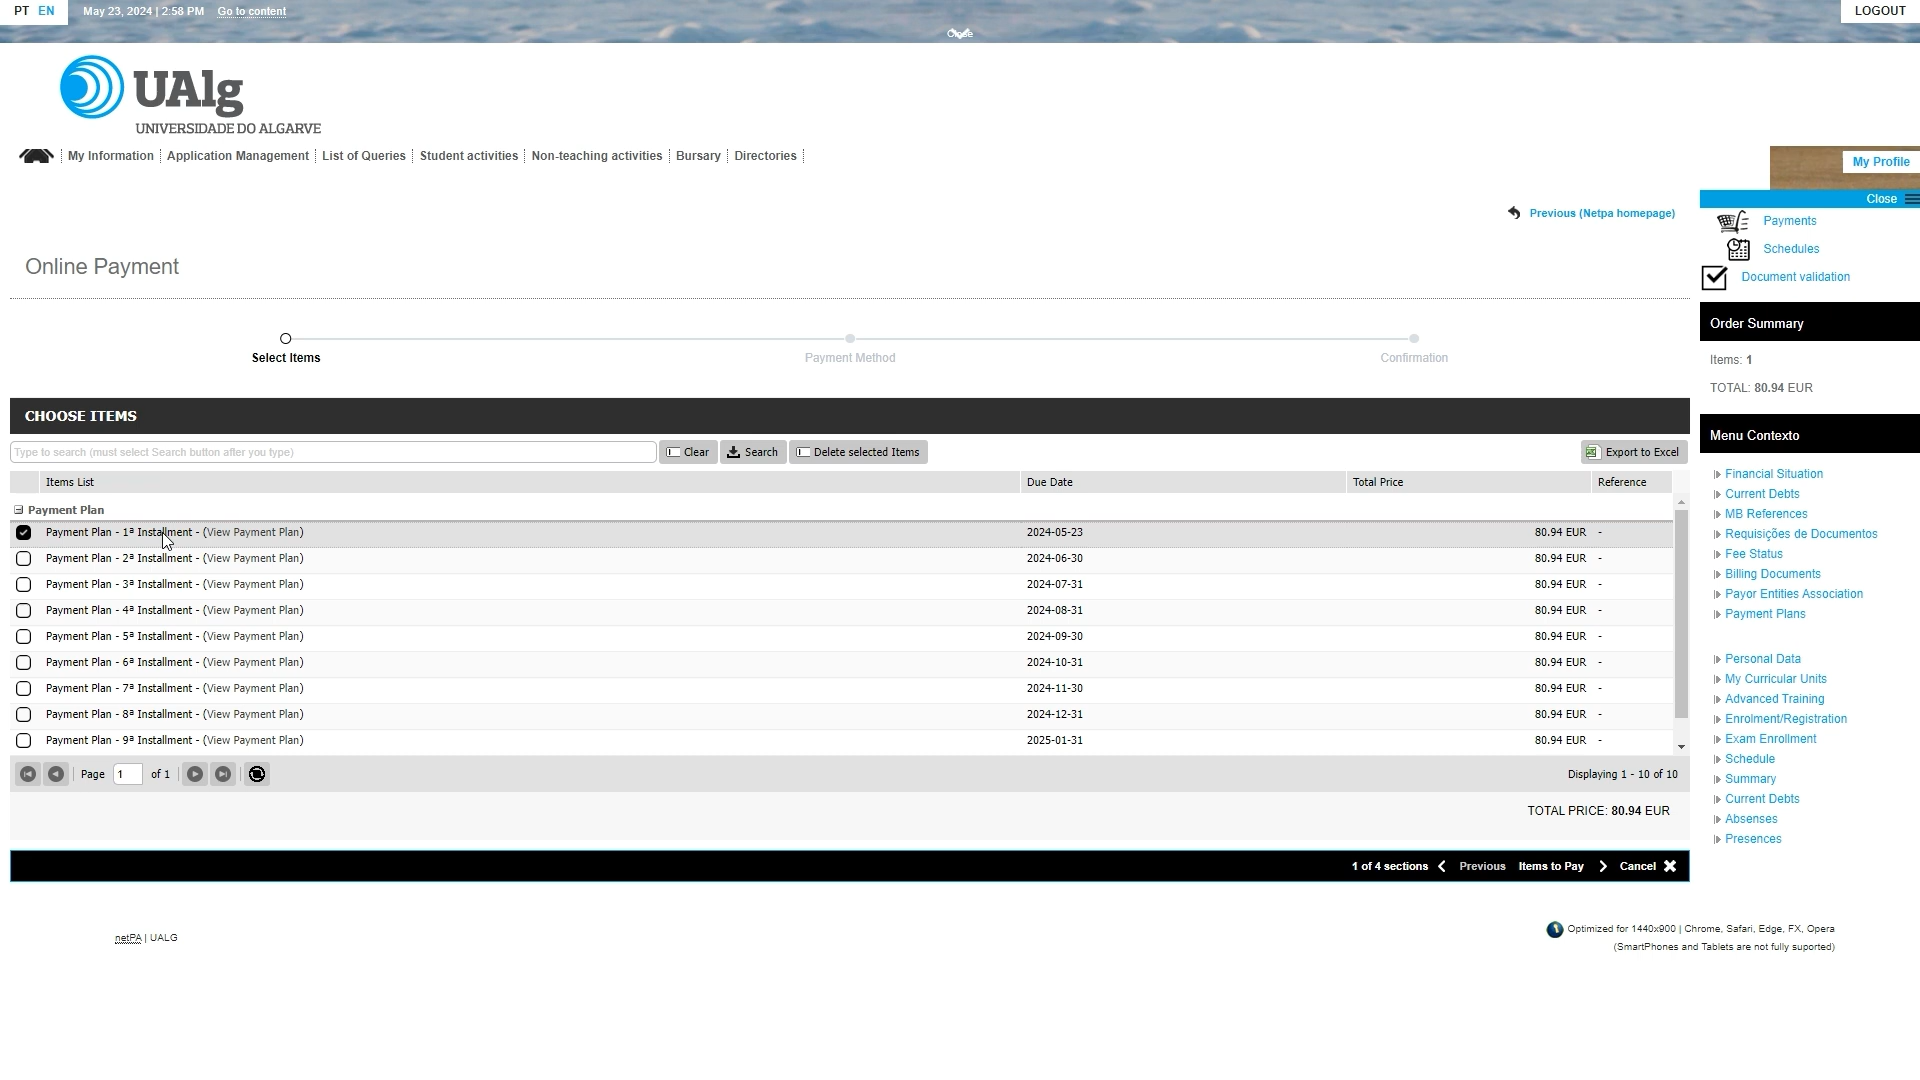 PT EN May 23, 2024 | 2:58 PM Go to content LOGOUT
Close
UAlg
UNIVERSIDADE DO ALGARVE
My Information Application Management List of Queries Student activities Non-teaching activities Bursary Directories
My Profile
Close
Previous (Netpa homepage)
Payments
Schedules
Document validation
Online Payment
Select Items Payment Method Confirmation
Order Summary
Items: 1
TOTAL: 80.94 EUR
CHOOSE ITEMS
Type to search (must select Search button after you type) Clear Search Delete selected Items Export to Excel
Items List Due Date Total Price Reference
Payment Plan
Payment Plan - 1ª Installment - (View Payment Plan) 2024-05-23 80.94 EUR -
Payment Plan - 2ª Installment - (View Payment Plan) 2024-06-30 80.94 EUR -
Payment Plan - 3ª Installment - (View Payment Plan) 2024-07-31 80.94 EUR -
Payment Plan - 4ª Installment - (View Payment Plan) 2024-08-31 80.94 EUR -
Payment Plan - 5ª Installment - (View Payment Plan) 2024-09-30 80.94 EUR -
Payment Plan - 6ª Installment - (View Payment Plan) 2024-10-31 80.94 EUR -
Payment Plan - 7ª Installment - (View Payment Plan) 2024-11-30 80.94 EUR -
Payment Plan - 8ª Installment - (View Payment Plan) 2024-12-31 80.94 EUR -
Payment Plan - 9ª Installment - (View Payment Plan) 2025-01-31 80.94 EUR -
Page 1 of 1 Displaying 1 - 10 of 10
TOTAL PRICE: 80.94 EUR
1 of 4 sections Previous Items to Pay Cancel
Menu Contexto
Financial Situation
Current Debts
MB References
Requisições de Documentos
Fee Status
Billing Documents
Payor Entities Association
Payment Plans
Personal Data
My Curricular Units
Advanced Training
Enrolment/Registration
Exam Enrollment
Schedule
Summary
Current Debts
Absenses
Presences
netPA | UALG
Optimized for 1440x900 | Chrome, Safari, Edge, FX, Opera
(SmartPhones and Tablets are not fully suported)